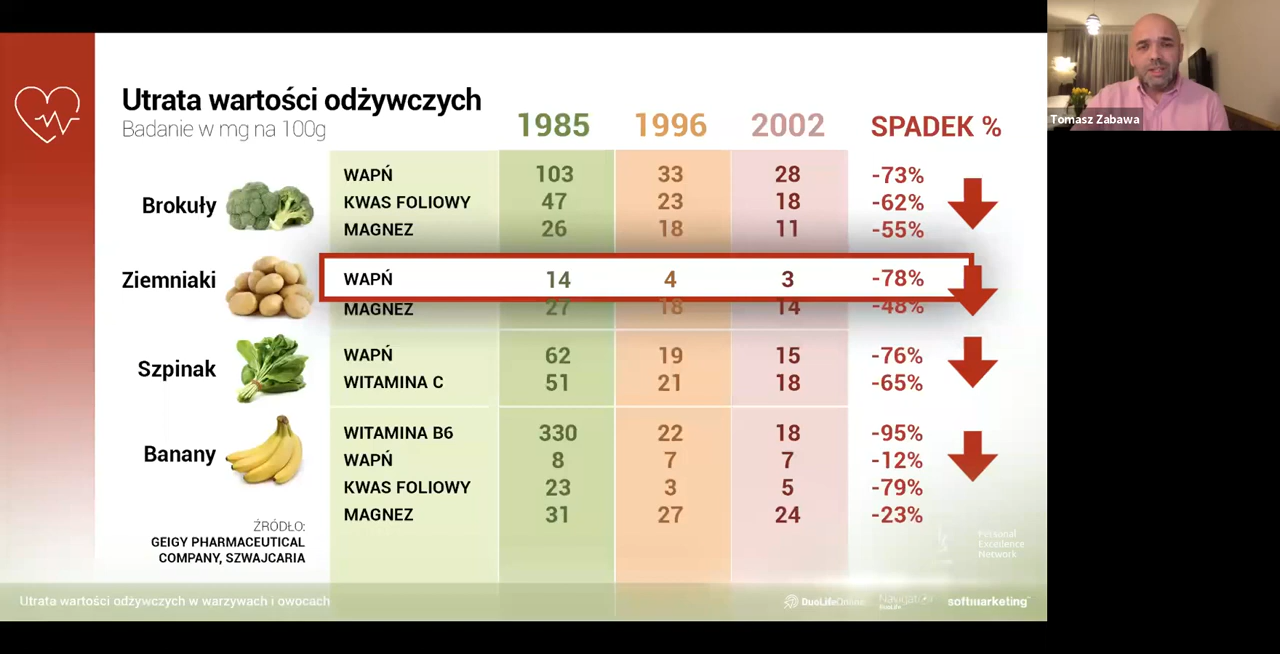 Utrata wartości odżywczych
Badanie w mg na 100g
1985 1996 2002 SPADEK %
Brokuły
WAPŃ 103 33 28 -73%
KWAS FOLIOWY 47 23 18 -62%
MAGNEZ 26 18 11 -55%
Ziemniaki
WAPŃ 14 4 3 -78%
MAGNEZ 27 18 14 -48%
Szpinak
WAPŃ 62 19 15 -76%
WITAMINA C 51 21 18 -65%
Banany
WITAMINA B6 330 22 18 -95%
WAPŃ 8 7 7 -12%
KWAS FOLIOWY 23 3 5 -79%
MAGNEZ 31 27 24 -23%
ŹRÓDŁO:
GEIGY PHARMACEUTICAL
COMPANY, SZWAJCARIA
Personal
Excellence
Network
Utrata wartości odżywczych w warzywach i owocach
DuoLifeOnline
Navigator
DuoLife
softmarketing
Tomasz Zabawa